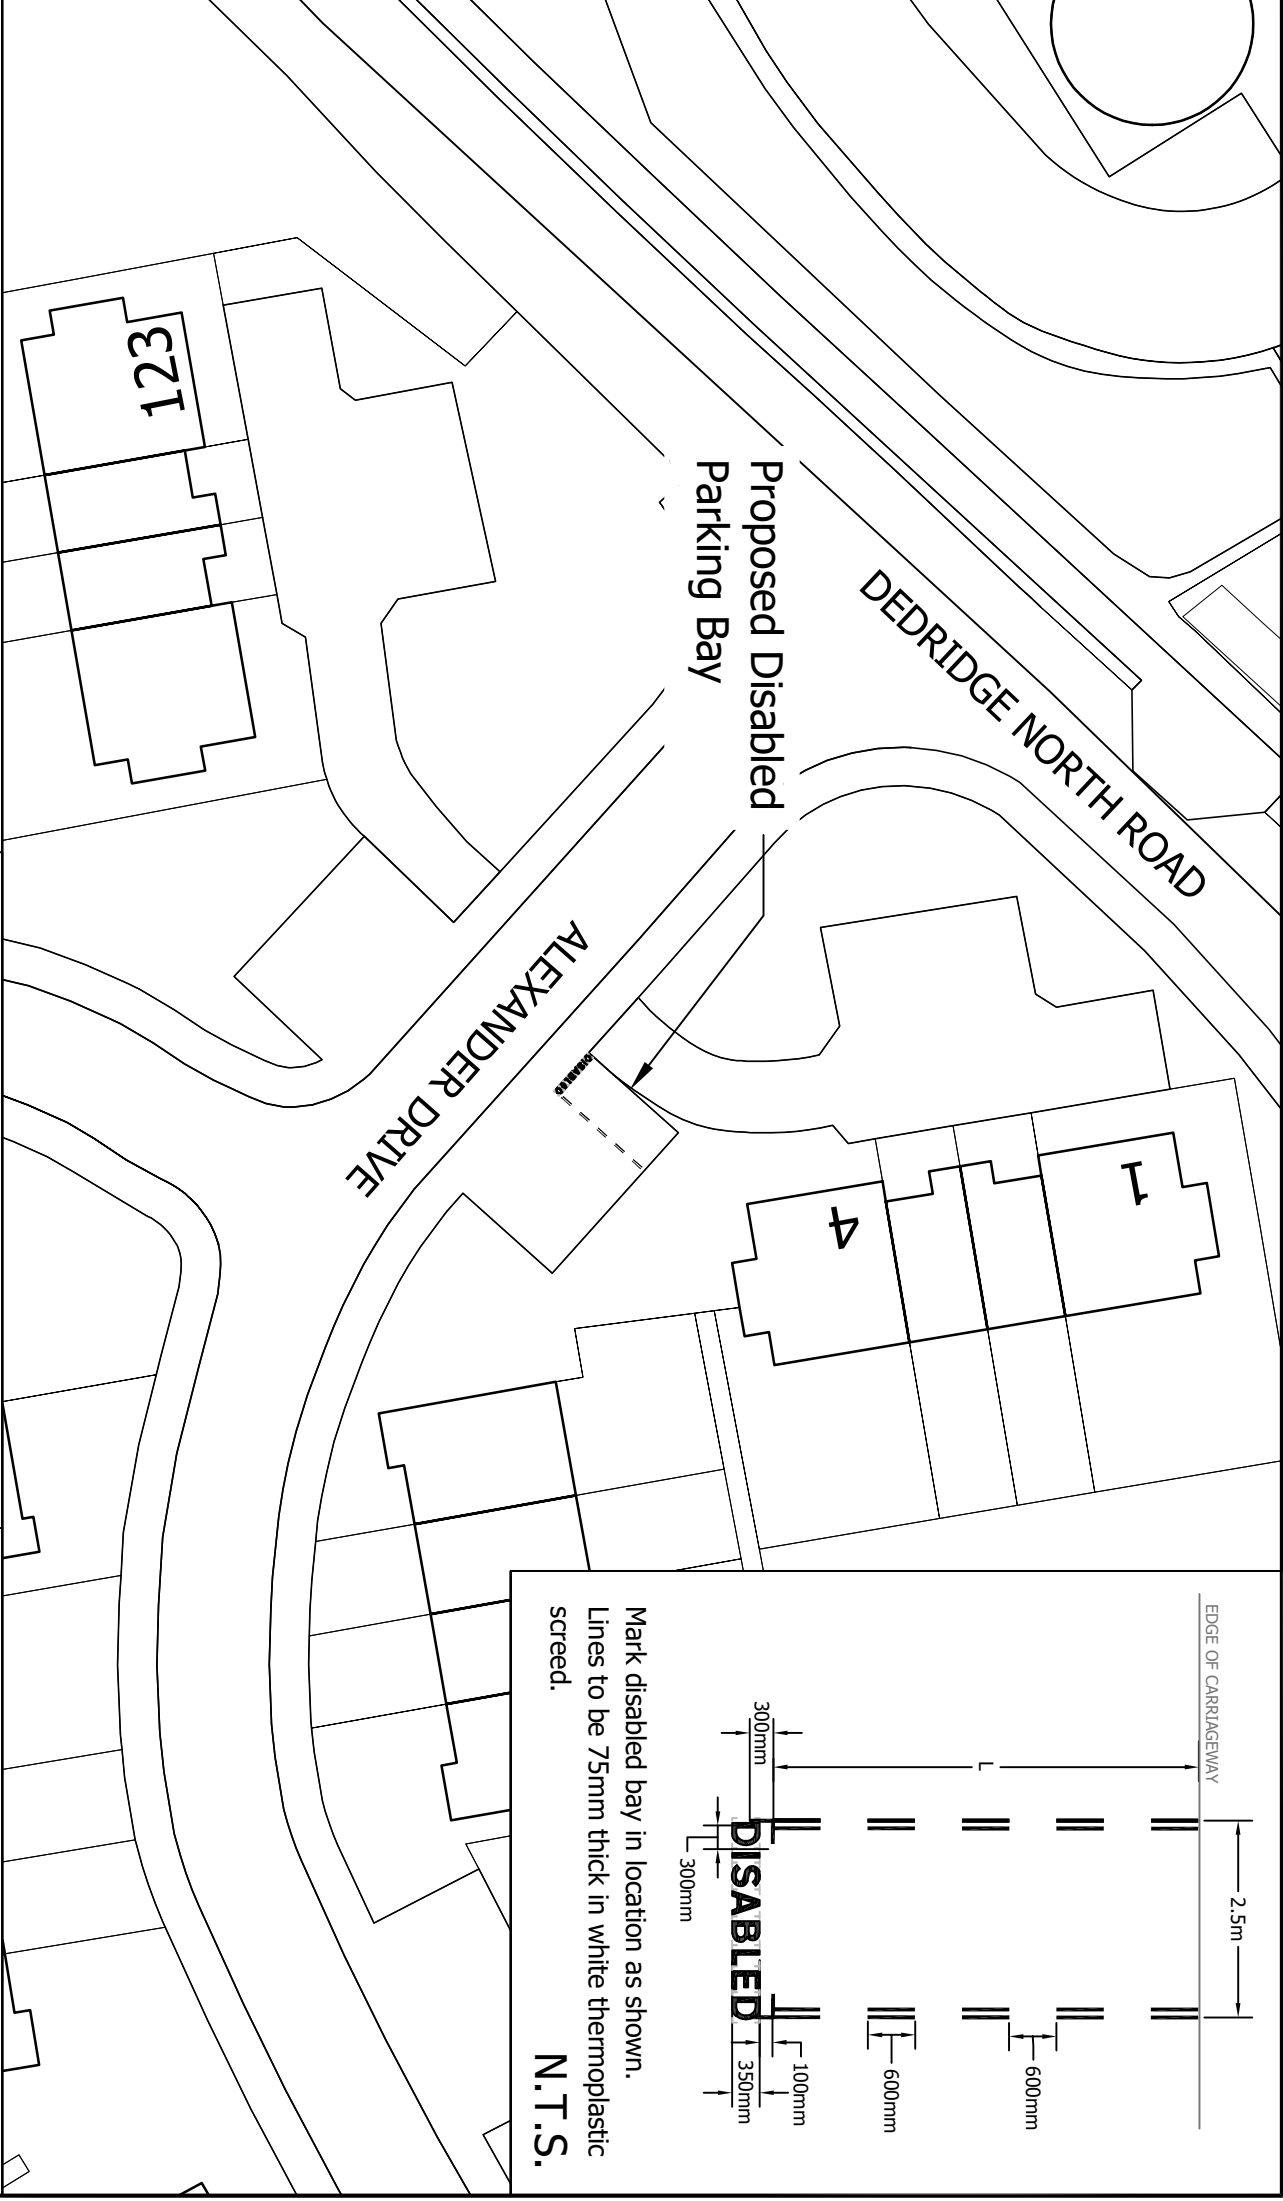 DEDRIDGE NORTH ROAD
Proposed Disabled
Parking Bay
ALEXANDER DRIVE
DISABLED
123
1
4
EDGE OF CARRIAGEWAY
2.5m
L
600mm
600mm
300mm
300mm
100mm
350mm
DISABLED
Mark disabled bay in location as shown.
Lines to be 75mm thick in white thermoplastic
screed.
N.T.S.